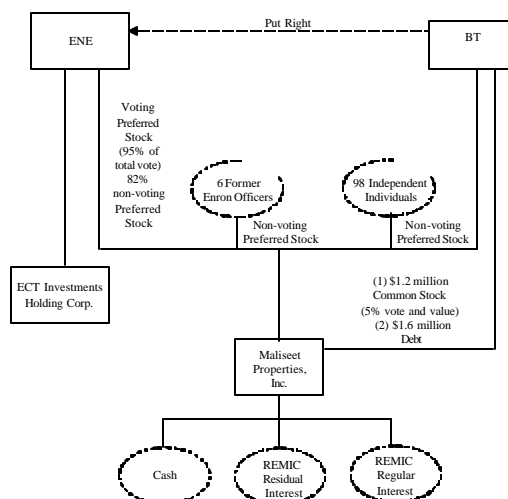 Put Right
ENE
BT
Voting
Preferred
Stock
(95% of
total vote)
82%
non-voting
Preferred
Stock
6 Former
Enron Officers
98 Independent
Individuals
Non-voting
Preferred Stock
Non-voting
Preferred Stock
ECT Investments
Holding Corp.
(1) $1.2 million
Common Stock
(5% vote and value)
(2) $1.6 million
Debt
Maliseet
Properties,
Inc.
Cash
REMIC
Residual
Interest
REMIC
Regular
Interest